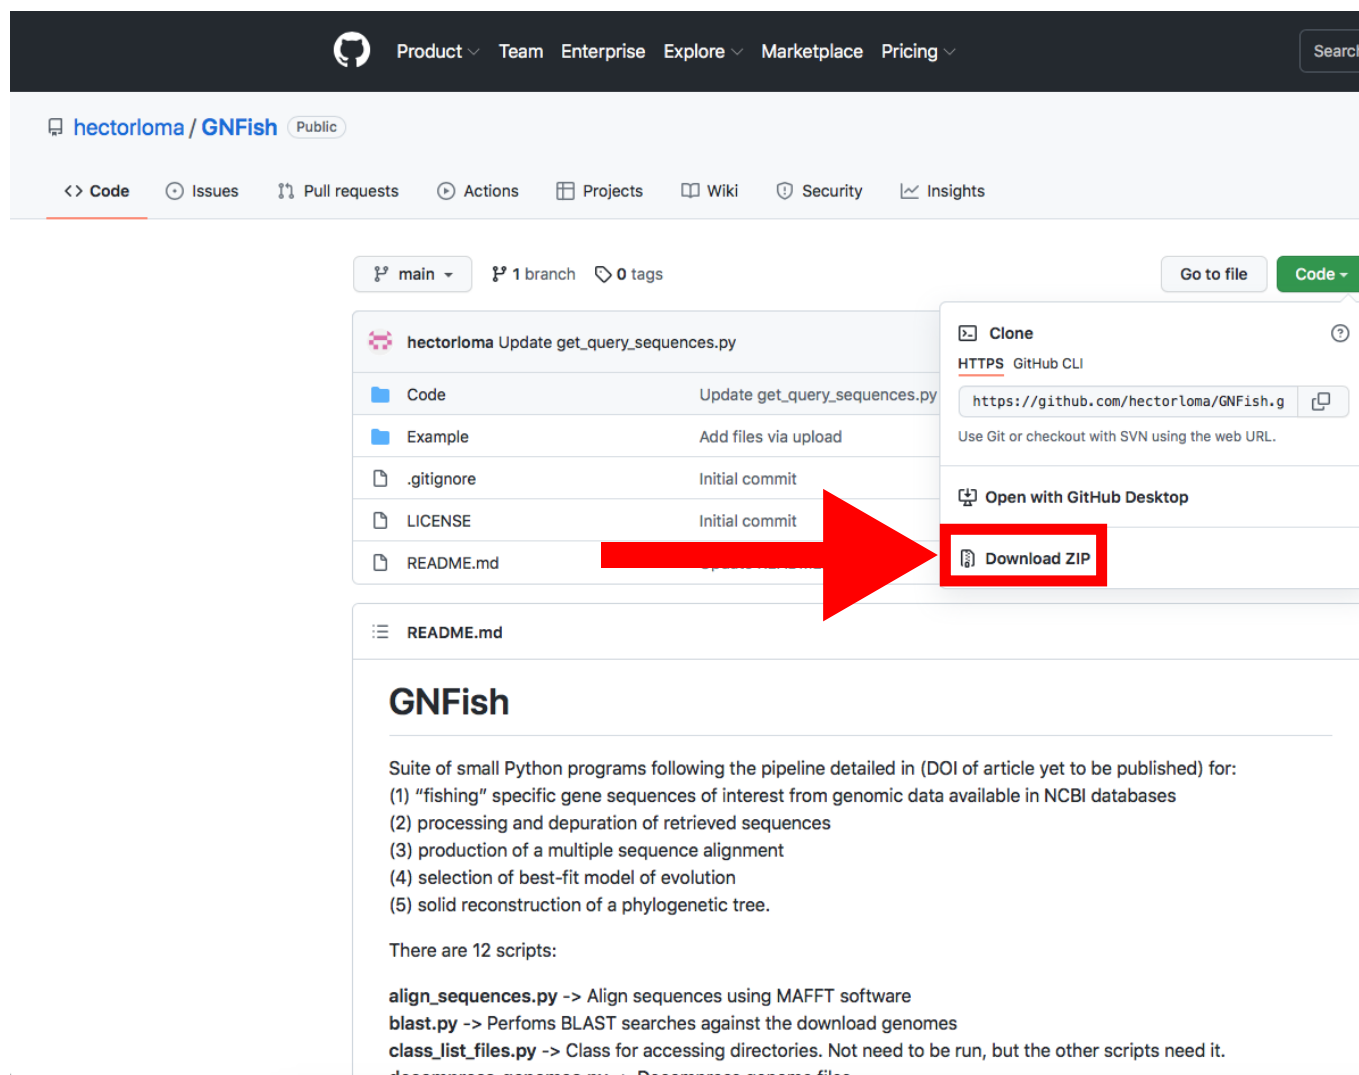 Product Team Enterprise Explore Marketplace Pricing
hectorloma / GNFish Public
<> Code Issues Pull requests Actions Projects Wiki Security Insights
main 1 branch 0 tags Go to file Code
hectorloma Update get_query_sequences.py
Code Update get_query_sequences.py
Example Add files via upload
.gitignore Initial commit
LICENSE Initial commit
README.md
Clone
HTTPS GitHub CLI
https://github.com/hectorloma/GNFish.g
Use Git or checkout with SVN using the web URL.
Open with GitHub Desktop
Download ZIP
README.md
GNFish
Suite of small Python programs following the pipeline detailed in (DOI of article yet to be published) for:
(1) “fishing” specific gene sequences of interest from genomic data available in NCBI databases
(2) processing and depuration of retrieved sequences
(3) production of a multiple sequence alignment
(4) selection of best-fit model of evolution
(5) solid reconstruction of a phylogenetic tree.
There are 12 scripts:
align_sequences.py -> Align sequences using MAFFT software
blast.py -> Perfoms BLAST searches against the download genomes
class_list_files.py -> Class for accessing directories. Not need to be run, but the other scripts need it.